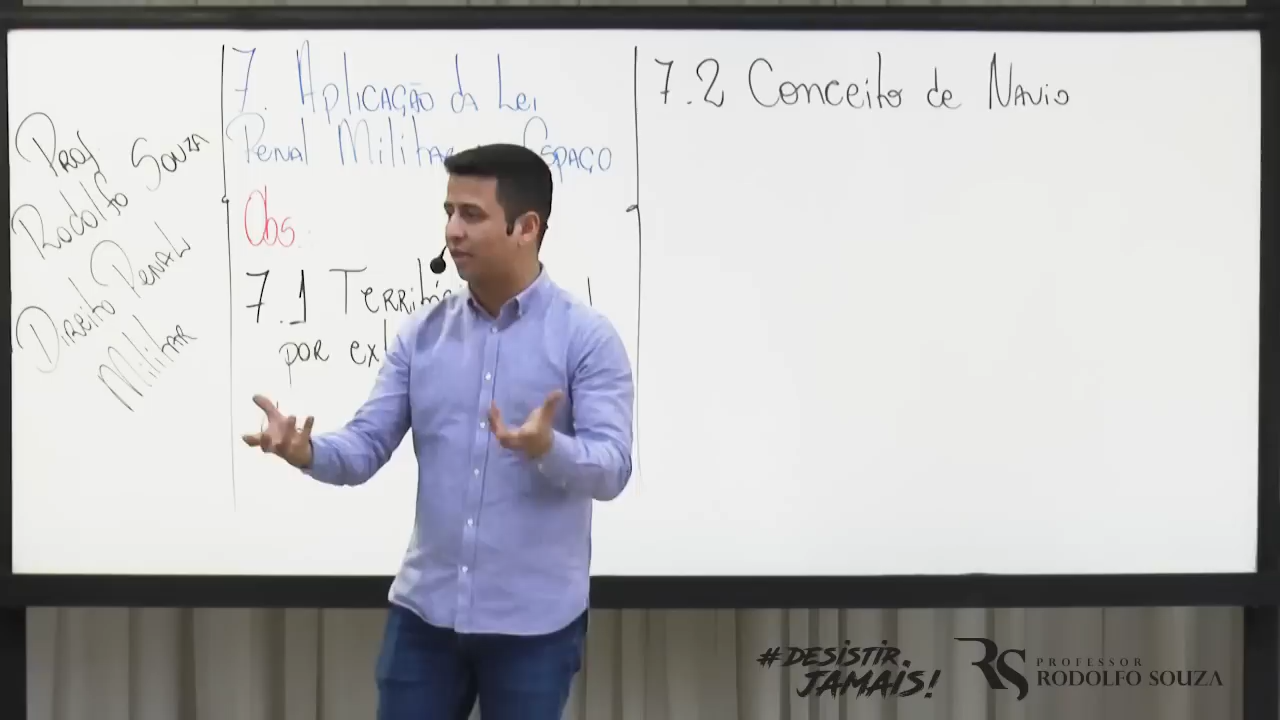 Prof
Rodolfo Souza
Direito Penal
Militar
7. Aplicação da Lei
Penal Militar Espaço
Obs.
7.1
por
7.2 Conceito de Navio
#DESISTIR
JAMAIS!
RS
PROFESSOR
RODOLFO SOUZA